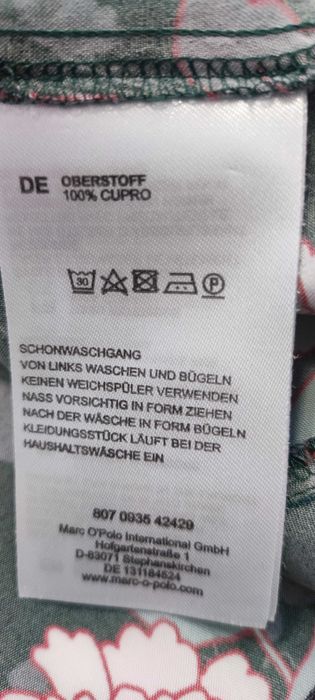 DE OBERSTOFF
100% CUPRO
30 P
SCHONWASCHGANG
VON LINKS WASCHEN UND BÜGELN
KEINEN WEICHSPÜLER VERWENDEN
NASS VORSICHTIG IN FORM ZIEHEN
NACH DER WÄSCHE IN FORM BÜGELN
KLEIDUNGSSTÜCK LÄUFT BEI DER
HAUSHALTSWÄSCHE EIN
807 0935 42429
Marc O'Polo International GmbH
Hofgartenstraße 1
D-83071 Stephanskirchen
DE 131184524
www.marc-o-polo.com